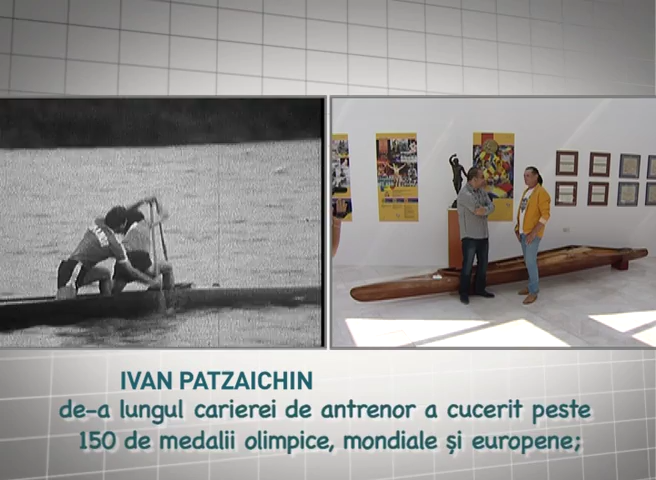 IVAN PATZAICHIN
de-a lungul carierei de antrenor a cucerit peste
150 de medalii olimpice, mondiale și europene;